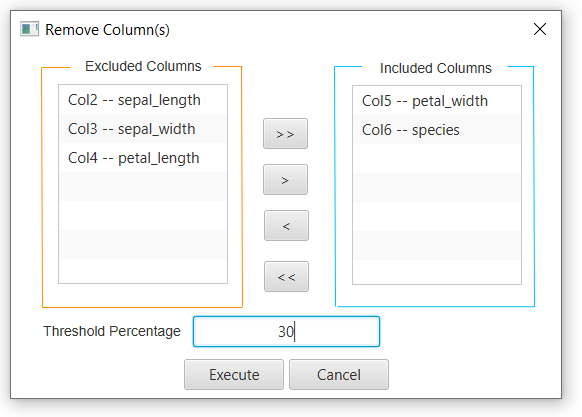 Remove Column(s)
Excluded Columns
Col2 -- sepal_length
Col3 -- sepal_width
Col4 -- petal_length
>>
>
<
<<
Included Columns
Col5 -- petal_width
Col6 -- species
Threshold Percentage 30
Execute Cancel